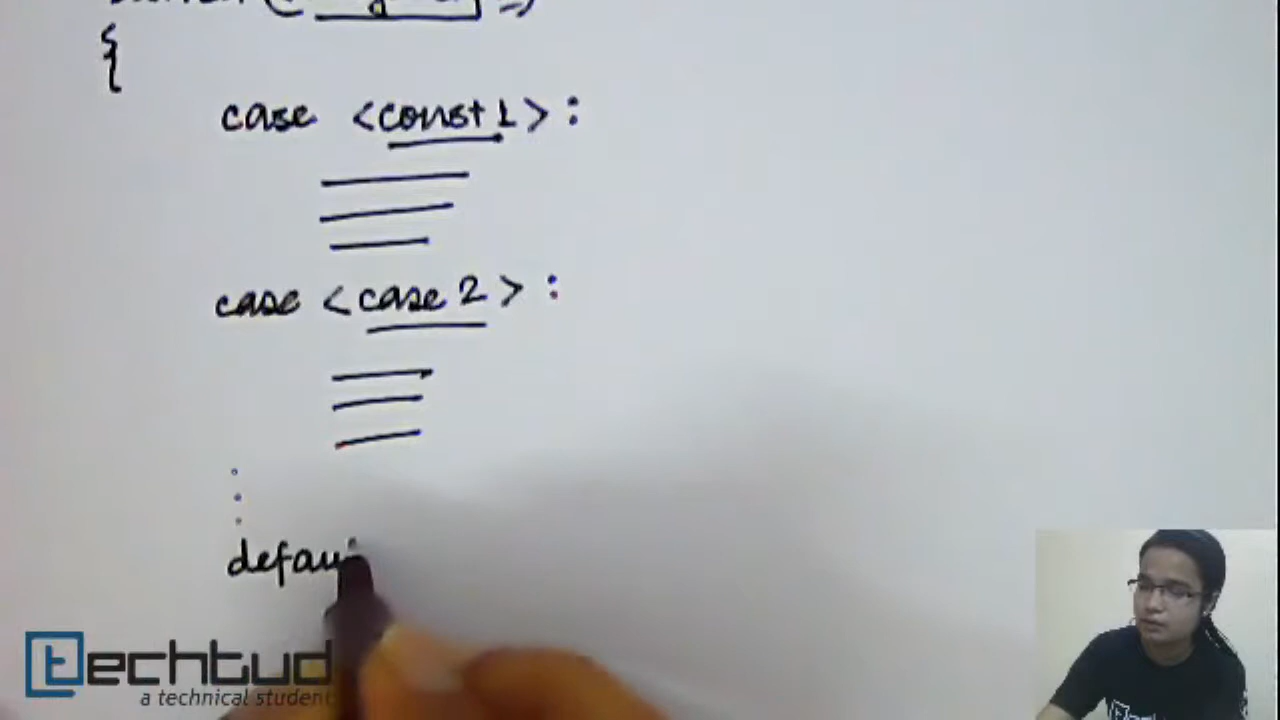 {
case <const 1> :
case <case 2> :
defau
techtud
a technical student